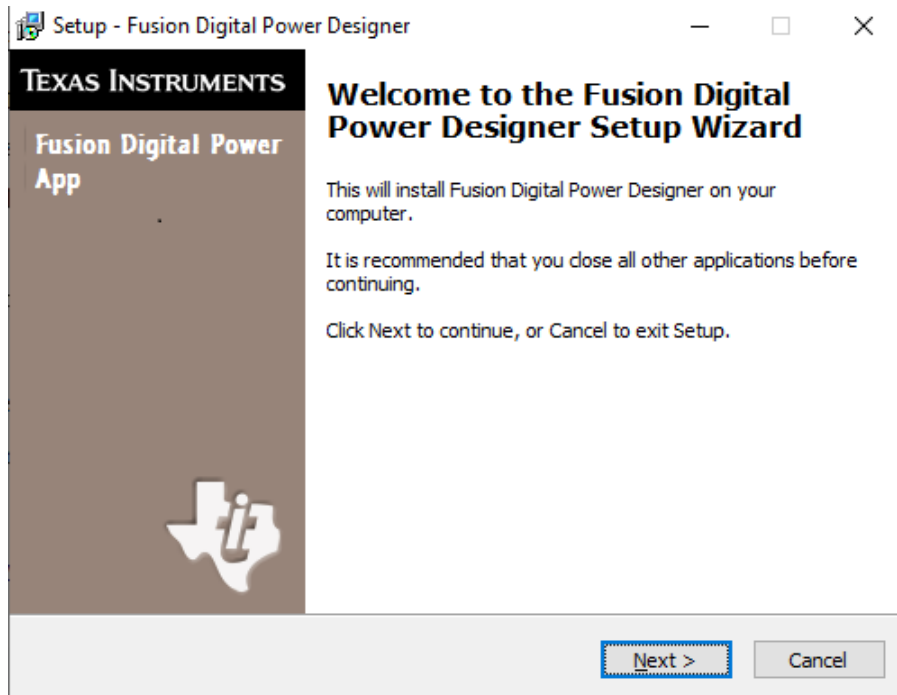 Setup - Fusion Digital Power Designer
TEXAS INSTRUMENTS
Fusion Digital Power
App
Welcome to the Fusion Digital
Power Designer Setup Wizard
This will install Fusion Digital Power Designer on your
computer.
It is recommended that you close all other applications before
continuing.
Click Next to continue, or Cancel to exit Setup.
ti
Next >
Cancel